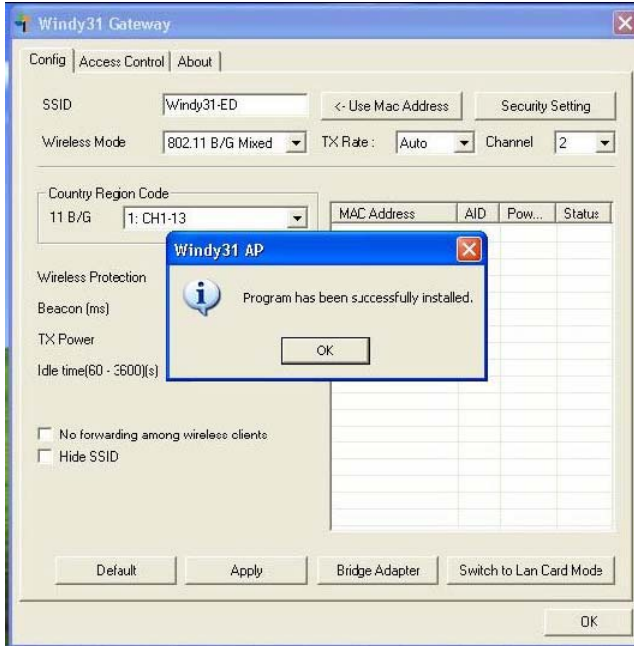 Windy31 Gateway
Config Access Control About
SSID Windy31-ED <- Use Mac Address Security Setting
Wireless Mode 802.11 B/G Mixed TX Rate : Auto Channel 2
Country Region Code
11 B/G 1: CH1-13
MAC Address AID Pow... Status
Windy31 AP
Program has been successfully installed.
OK
Wireless Protection
Beacon (ms)
TX Power
Idle time(60 - 3600)(s)
No forwarding among wireless clients
Hide SSID
Default Apply Bridge Adapter Switch to Lan Card Mode
OK